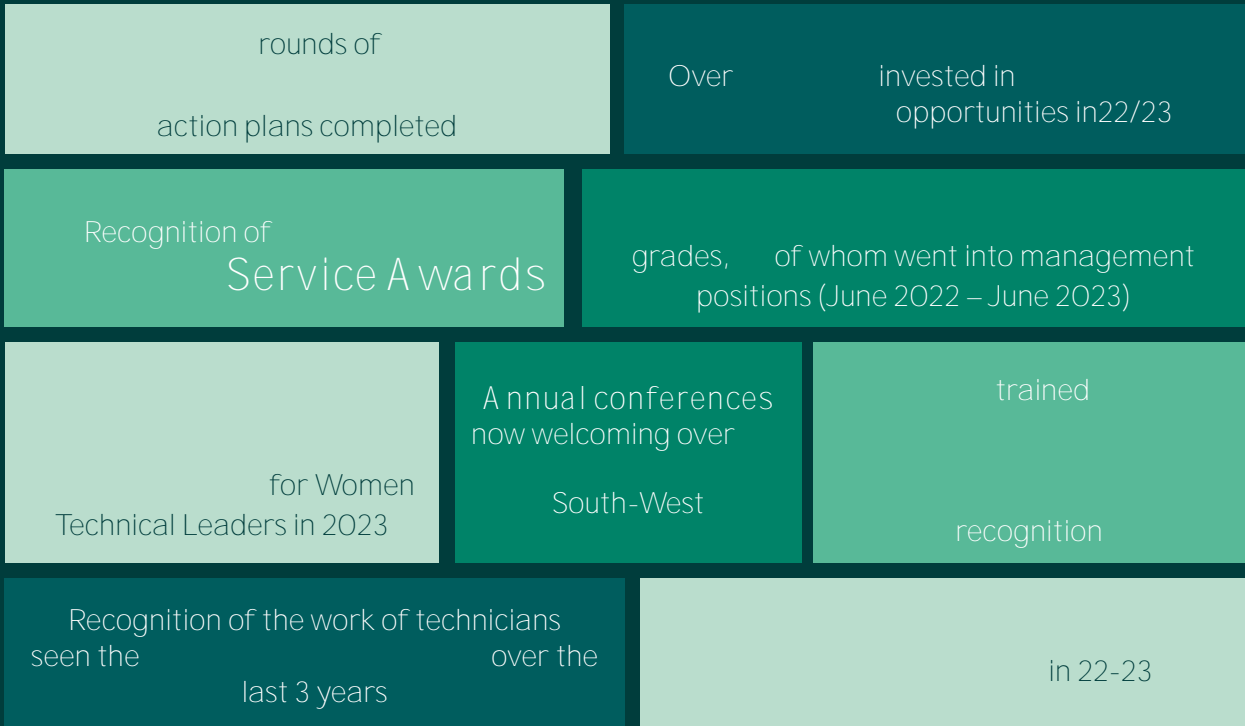 rounds of
action plans completed
Over invested in
opportunities in22/23
Recognition of
Service Awards
grades, of whom went into management
positions (June 2022 – June 2023)
for Women
Technical Leaders in 2023
Annual conferences
now welcoming over
South-West
trained
recognition
Recognition of the work of technicians
seen the over the
last 3 years
in 22-23